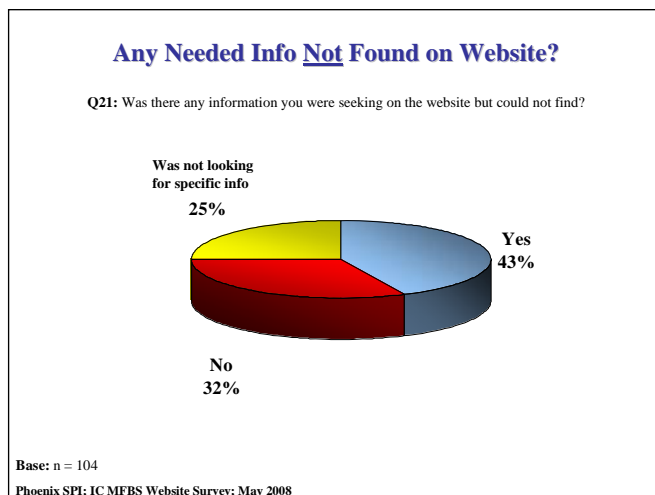 Any Needed Info Not Found on Website?
Q21: Was there any information you were seeking on the website but could not find?
Was not looking
for specific info
25%
Yes
43%
No
32%
Base: n = 104
Phoenix SPI; IC MFBS Website Survey; May 2008